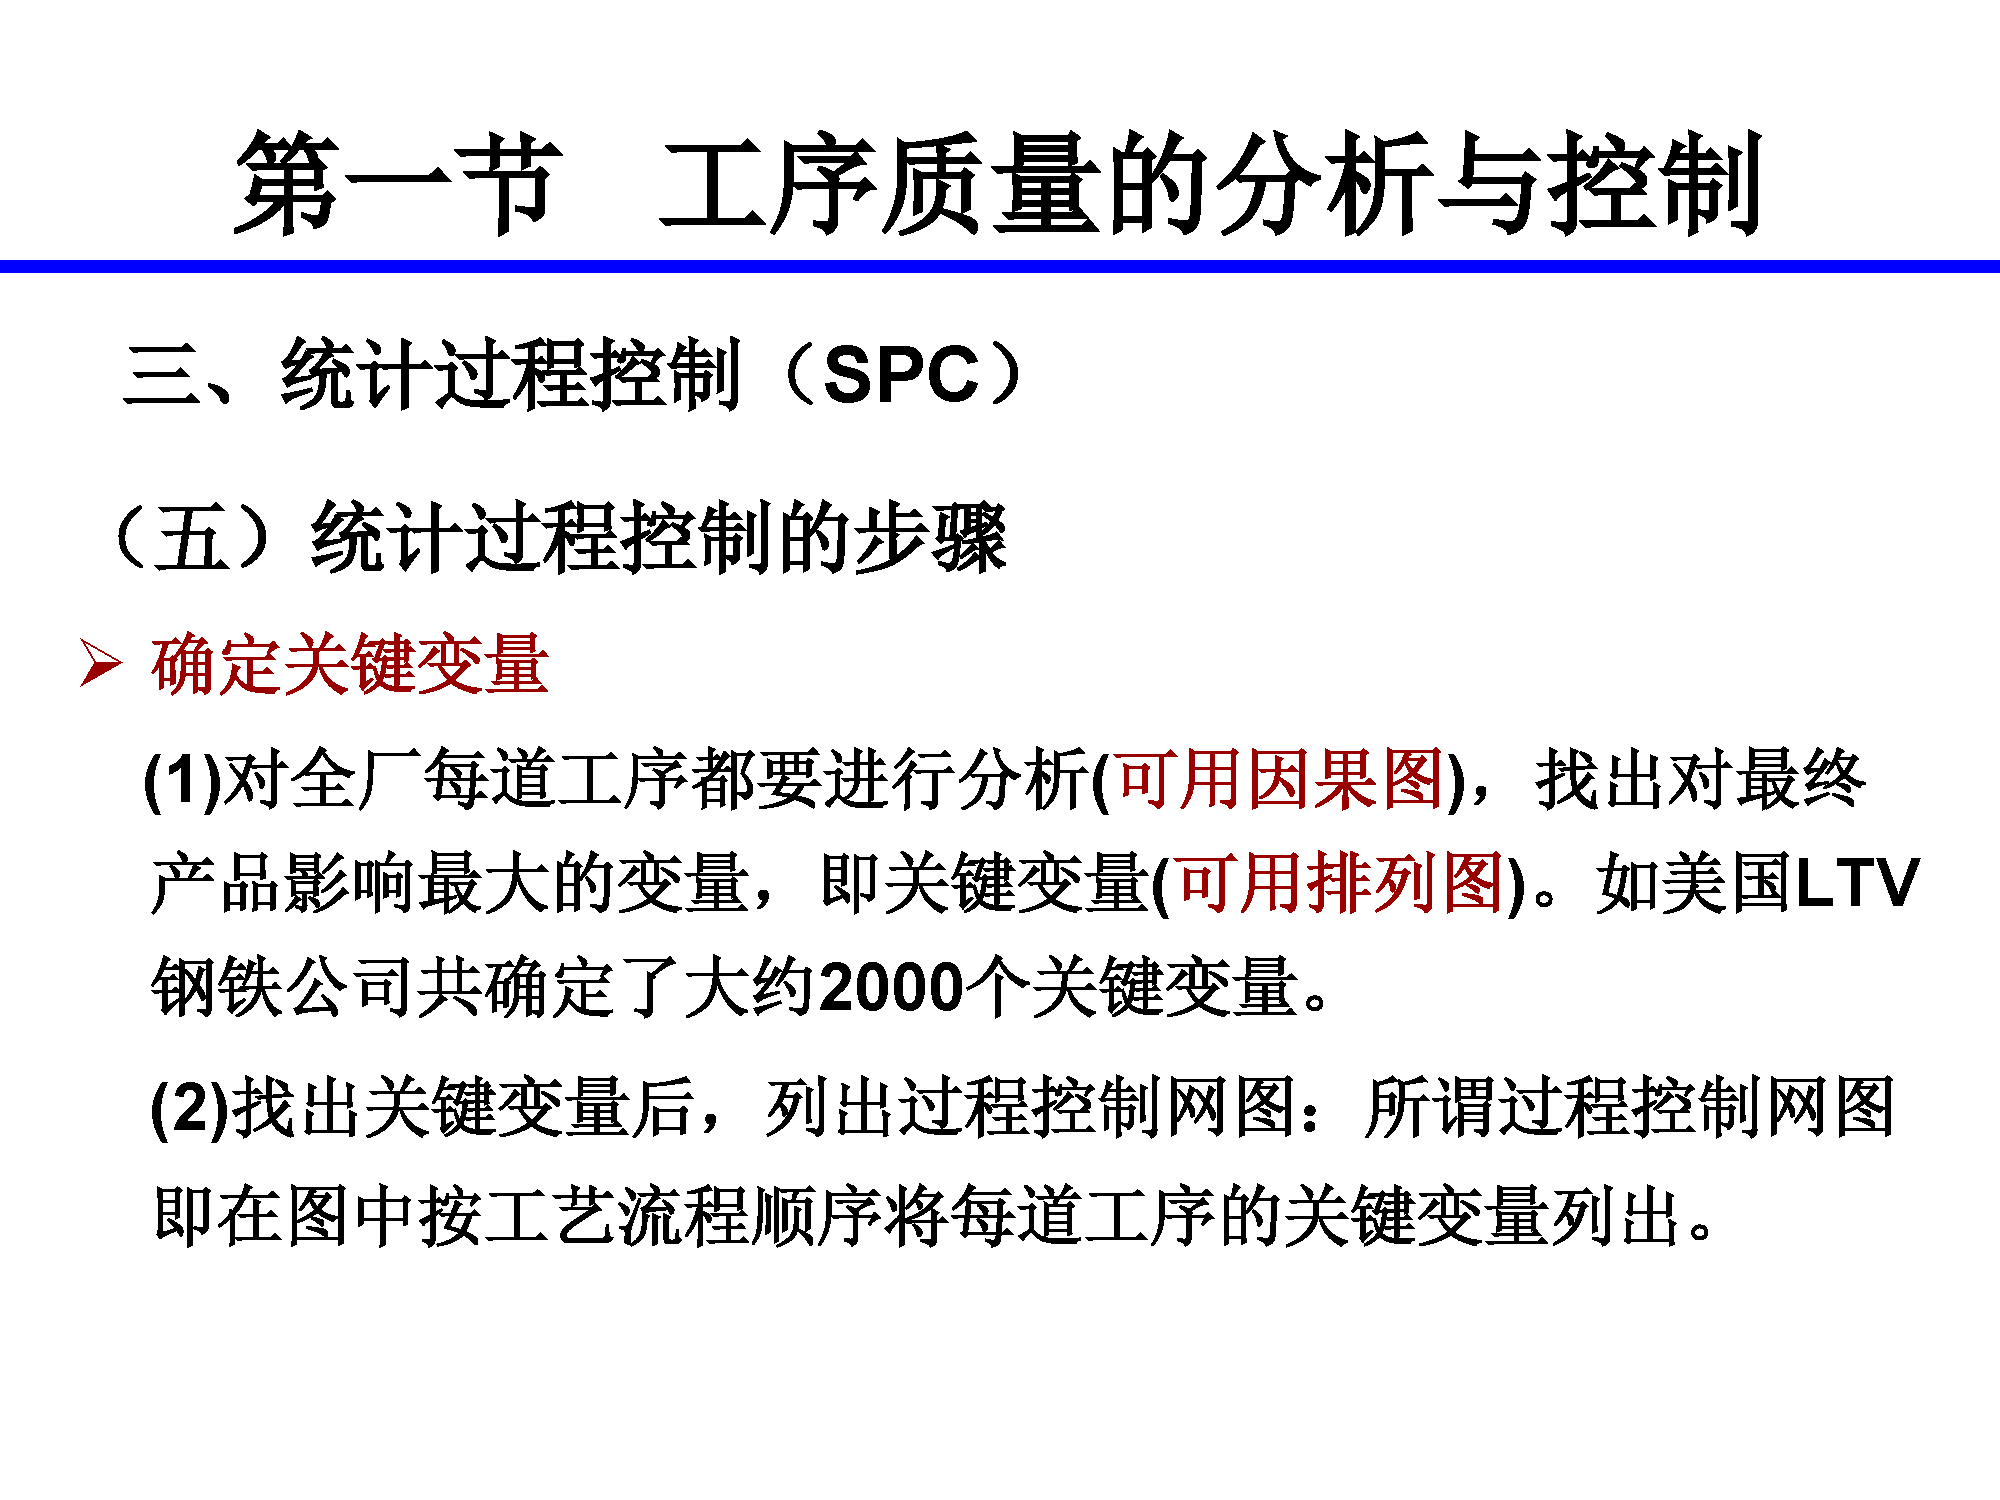 第一节 工序质量的分析与控制
三、统计过程控制（SPC）
（五）统计过程控制的步骤
确定关键变量
(1)对全厂每道工序都要进行分析(可用因果图)，找出对最终
产品影响最大的变量，即关键变量(可用排列图)。如美国LTV
钢铁公司共确定了大约2000个关键变量。
(2)找出关键变量后，列出过程控制网图：所谓过程控制网图
即在图中按工艺流程顺序将每道工序的关键变量列出。